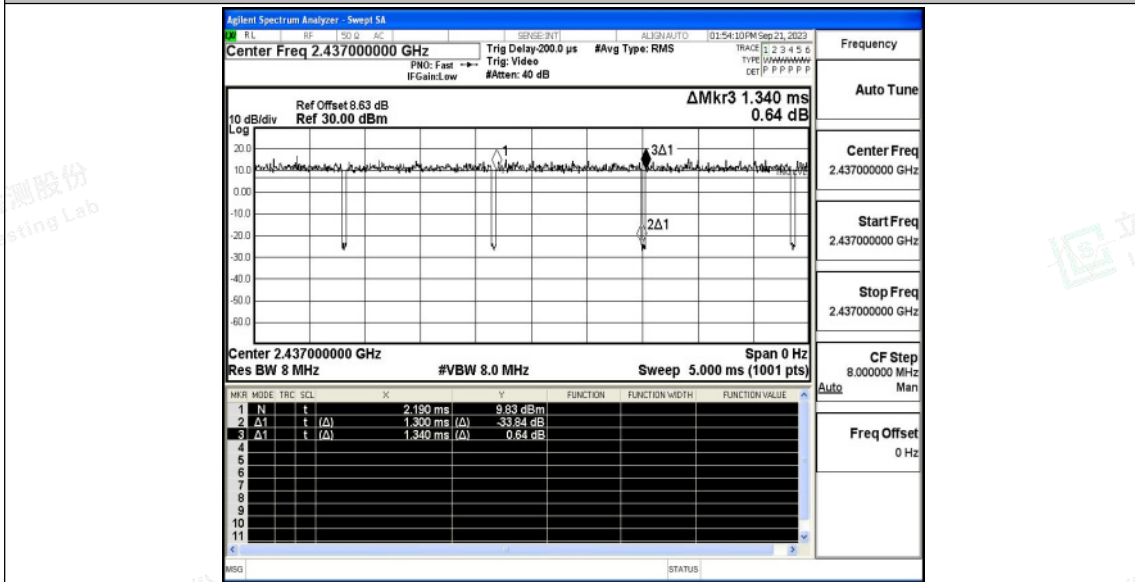 Agilent Spectrum Analyzer - Swept SA
RL RF 50 Ω AC SENSE:INT ALIGNAUTO 01:54:10 PM Sep 21, 2023
Center Freq 2.437000000 GHz
PNO: Fast
IFGain:Low
Trig Delay-200.0 µs
Trig: Video
#Atten: 40 dB
#Avg Type: RMS
TRACE 1 2 3 4 5 6
TYPE
DET P P P P P P
Ref Offset 8.63 dB
10 dB/div Ref 30.00 dBm
Log
ΔMkr3 1.340 ms
0.64 dB
20.0
10.0
0.00
-10.0
-20.0
-30.0
-40.0
-50.0
-60.0
1
3Δ1
2Δ1
Center 2.437000000 GHz Span 0 Hz
Res BW 8 MHz #VBW 8.0 MHz Sweep 5.000 ms (1001 pts)
MKR MODE TRC SCL X Y FUNCTION FUNCTION WIDTH FUNCTION VALUE
1 N t 2.190 ms 9.83 dBm
2 Δ1 t (Δ) 1.300 ms (Δ) -33.84 dB
3 Δ1 t (Δ) 1.340 ms (Δ) 0.64 dB
4
5
6
7
8
9
10
11
MSG STATUS
Frequency
Auto Tune
Center Freq
2.437000000 GHz
Start Freq
2.437000000 GHz
Stop Freq
2.437000000 GHz
CF Step
8.000000 MHz
Auto Man
Freq Offset
0 Hz
测股份
sting Lab
立